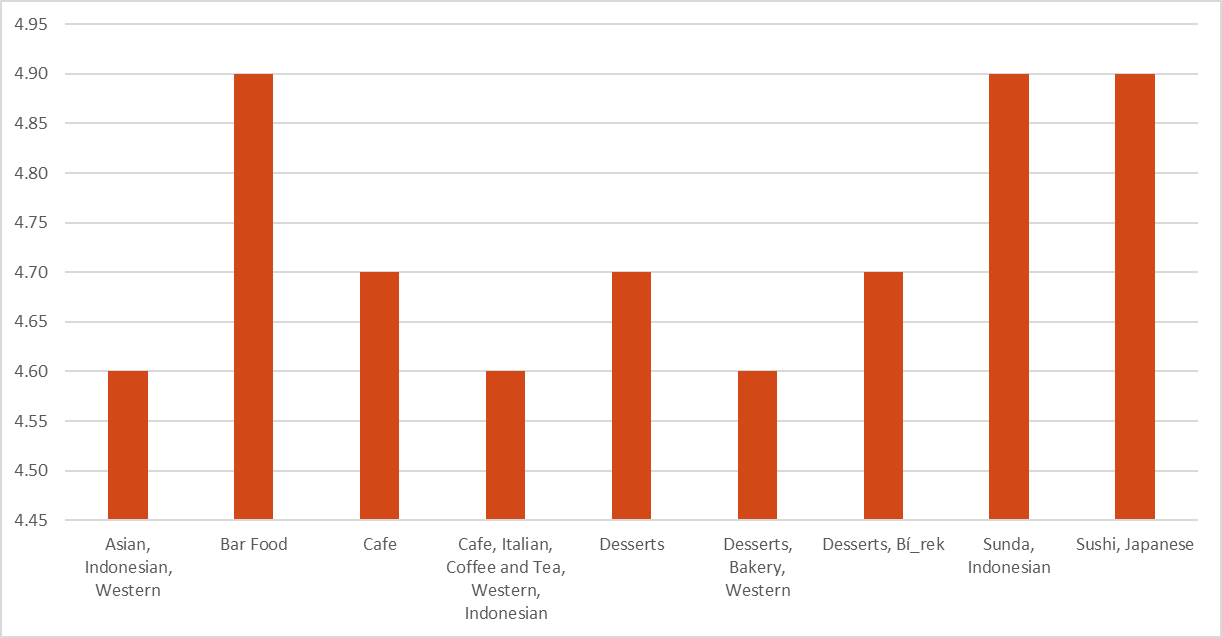 4.95
4.90
4.85
4.80
4.75
4.70
4.65
4.60
4.55
4.50
4.45
Asian,
Indonesian,
Western
Bar Food
Cafe
Cafe, Italian,
Coffee and Tea,
Western,
Indonesian
Desserts
Desserts,
Bakery,
Western
Desserts, Bí_rek
Sunda,
Indonesian
Sushi, Japanese